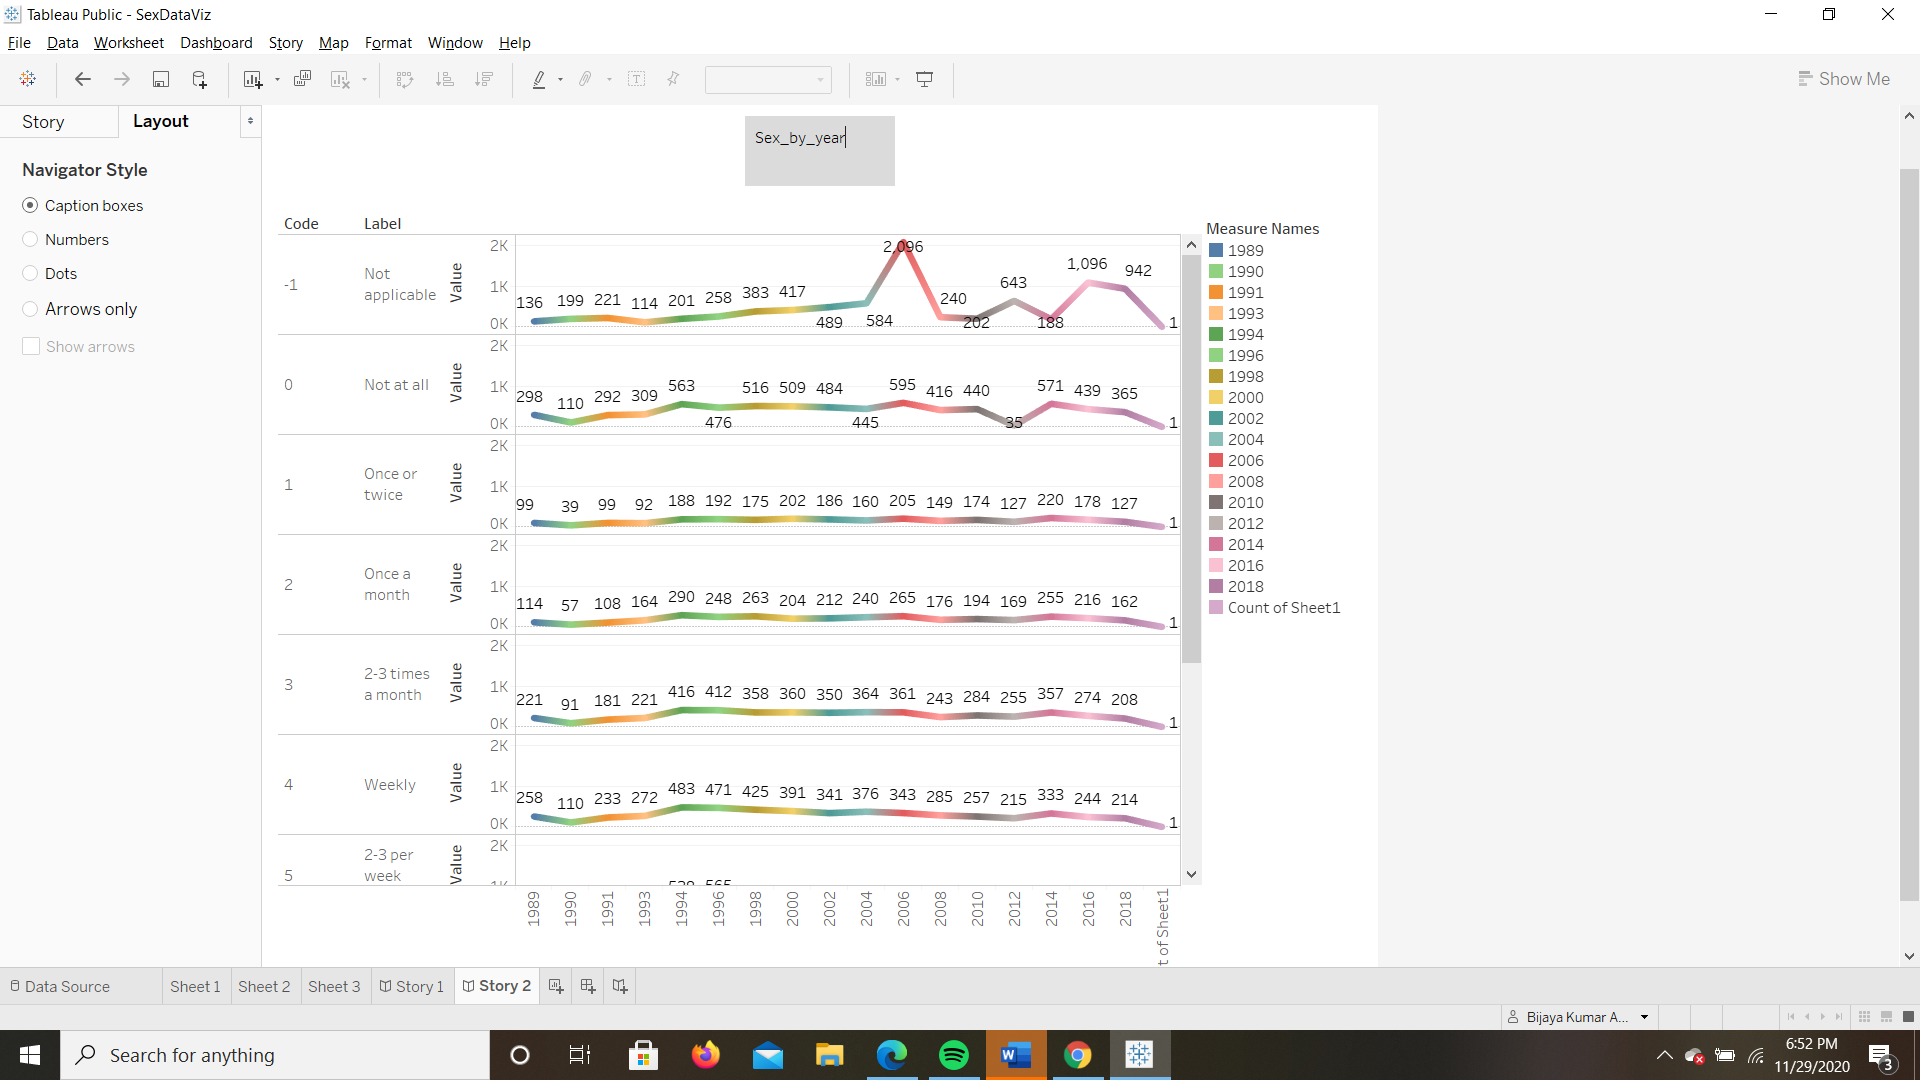 Tableau Public - SexDataViz
File Data Worksheet Dashboard Story Map Format Window Help
Show Me
Story Layout
Navigator Style
Caption boxes
Numbers
Dots
Arrows only
Show arrows
Sex_by_year
Code Label
-1 Not applicable Value 2K 1K 0K
136 199 221 114 201 258 383 417 489 584 2,096 240 202 643 188 1,096 942 1
0 Not at all Value 2K 1K 0K
298 110 292 309 563 476 516 509 484 445 595 416 440 35 571 439 365 1
1 Once or twice Value 2K 1K 0K
99 39 99 92 188 192 175 202 186 160 205 149 174 127 220 178 127 1
2 Once a month Value 2K 1K 0K
114 57 108 164 290 248 263 204 212 240 265 176 194 169 255 216 162 1
3 2-3 times a month Value 2K 1K 0K
221 91 181 221 416 412 358 360 350 364 361 243 284 255 357 274 208 1
4 Weekly Value 2K 1K 0K
258 110 233 272 483 471 425 391 341 376 343 285 257 215 333 244 214 1
5 2-3 per week Value 2K
1989 1990 1991 1993 1994 1996 1998 2000 2002 2004 2006 2008 2010 2012 2014 2016 2018 t of Sheet1
Measure Names
1989
1990
1991
1993
1994
1996
1998
2000
2002
2004
2006
2008
2010
2012
2014
2016
2018
Count of Sheet1
Data Source Sheet 1 Sheet 2 Sheet 3 Story 1 Story 2
Bijaya Kumar A...
Search for anything
6:52 PM
11/29/2020
3